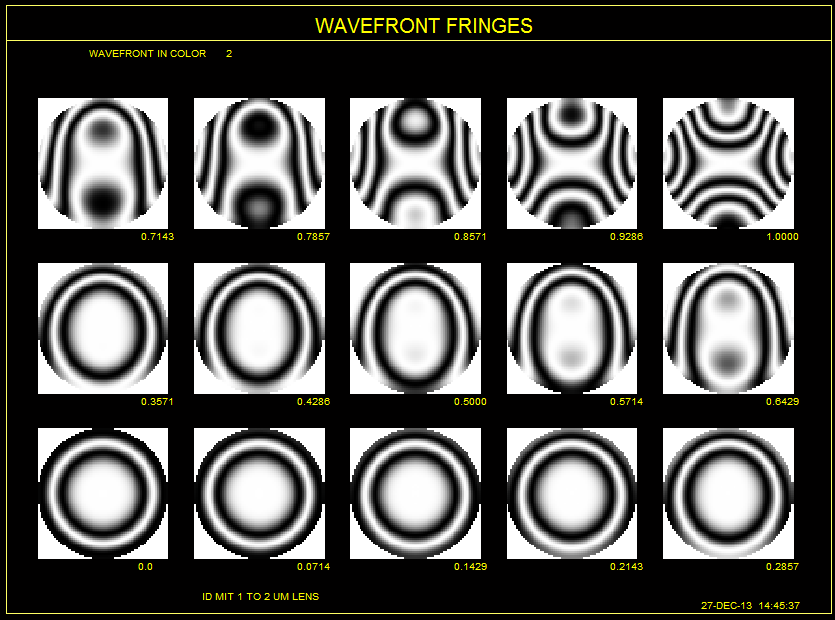 WAVEFRONT FRINGES
WAVEFRONT IN COLOR 2
0.7143 0.7857 0.8571 0.9286 1.0000
0.3571 0.4286 0.5000 0.5714 0.6429
0.0 0.0714 0.1429 0.2143 0.2857
ID MIT 1 TO 2 UM LENS
27-DEC-13 14:45:37